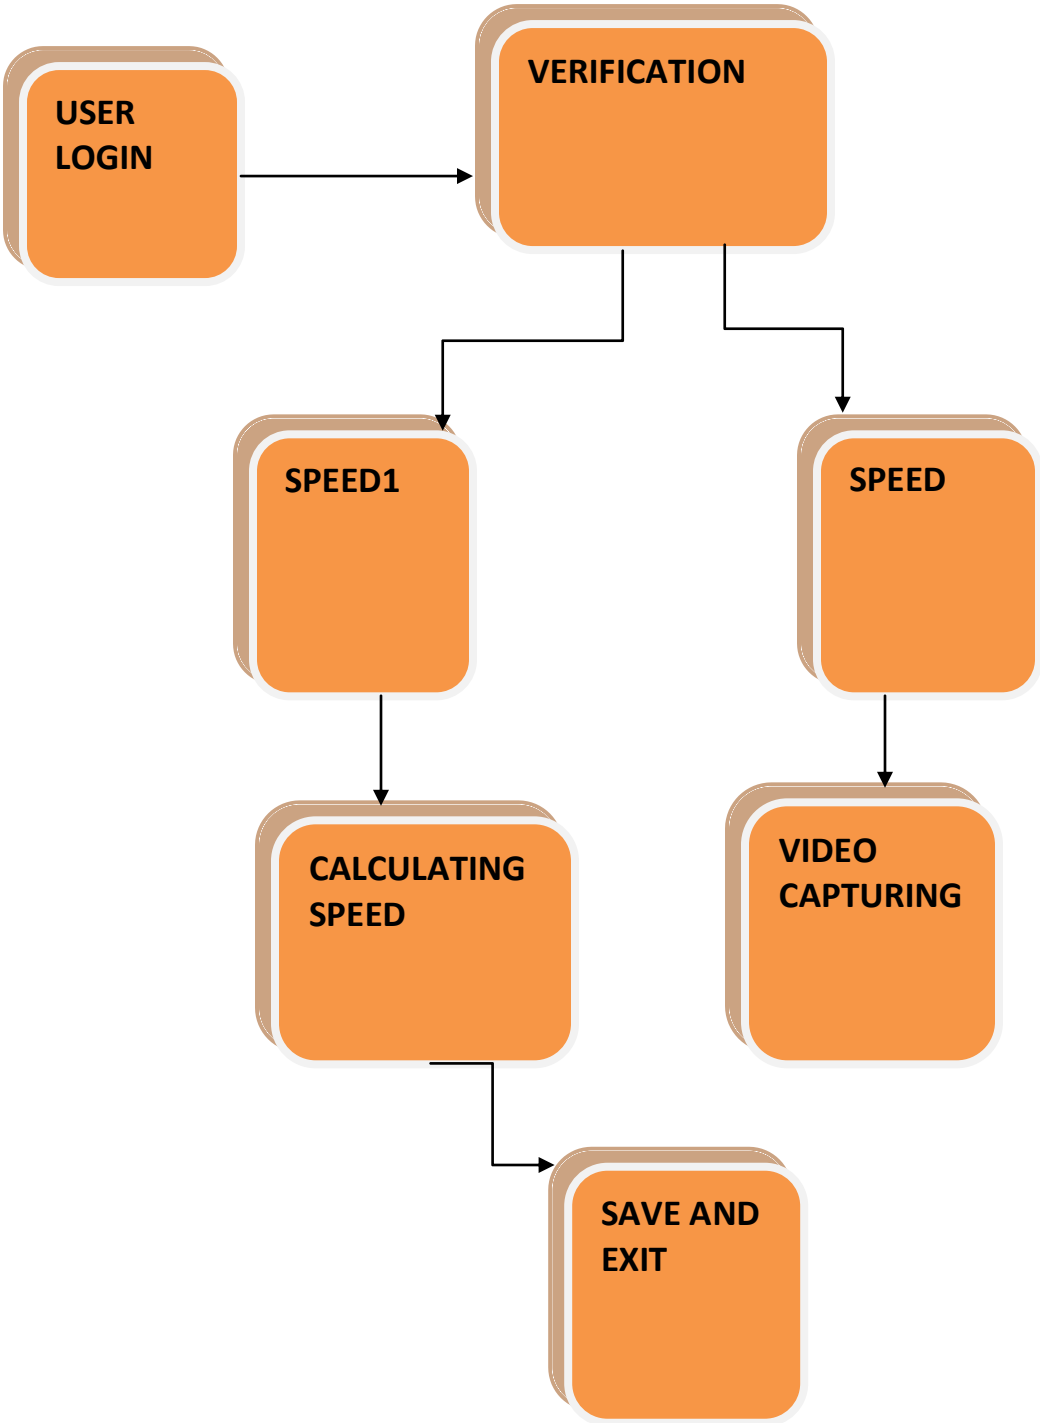 USER
LOGIN
VERIFICATION
SPEED1
SPEED
CALCULATING
SPEED
VIDEO
CAPTURING
SAVE AND
EXIT